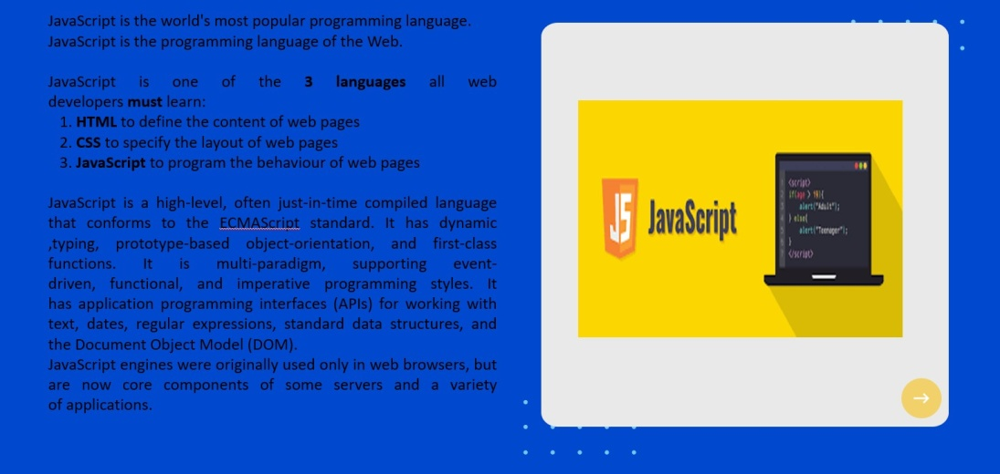 JavaScript is the world's most popular programming language.
JavaScript is the programming language of the Web.
JavaScript is one of the 3 languages all web
developers must learn:
1. HTML to define the content of web pages
2. CSS to specify the layout of web pages
3. JavaScript to program the behaviour of web pages
JavaScript is a high-level, often just-in-time compiled language
that conforms to the ECMAScript standard. It has dynamic
,typing, prototype-based object-orientation, and first-class
functions. It is multi-paradigm, supporting event-
driven, functional, and imperative programming styles. It
has application programming interfaces (APIs) for working with
text, dates, regular expressions, standard data structures, and
the Document Object Model (DOM).
JavaScript engines were originally used only in web browsers, but
are now core components of some servers and a variety
of applications.
JS JavaScript
<script>
if(age > 18){
alert("Adult");
} else{
alert("Teenager");
}
</script>